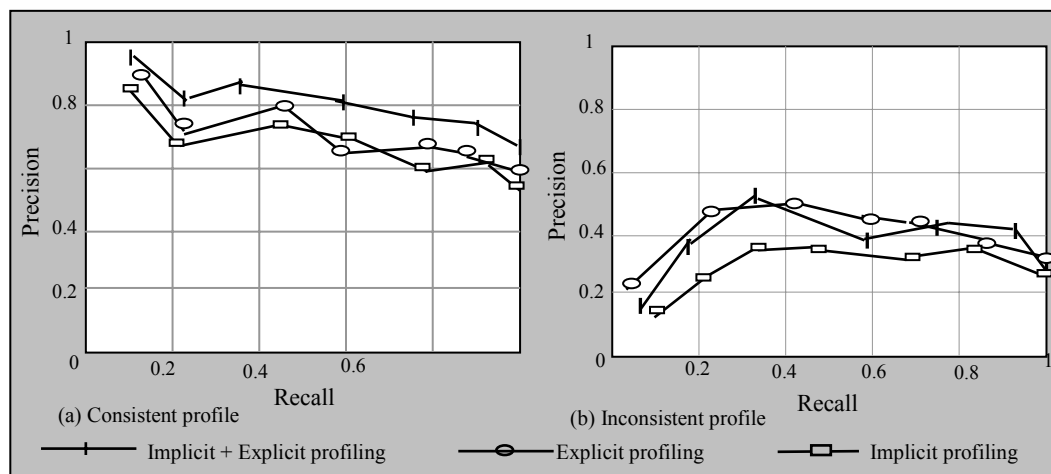 1
0.8
0.6
0.4
0.2
0
Precision
0.2
0.4
0.6
Recall
(a) Consistent profile
1
0.8
0.6
0.4
0.2
0
Precision
0.2
0.4
0.6
0.8
1
Recall
(b) Inconsistent profile
Implicit + Explicit profiling
Explicit profiling
Implicit profiling